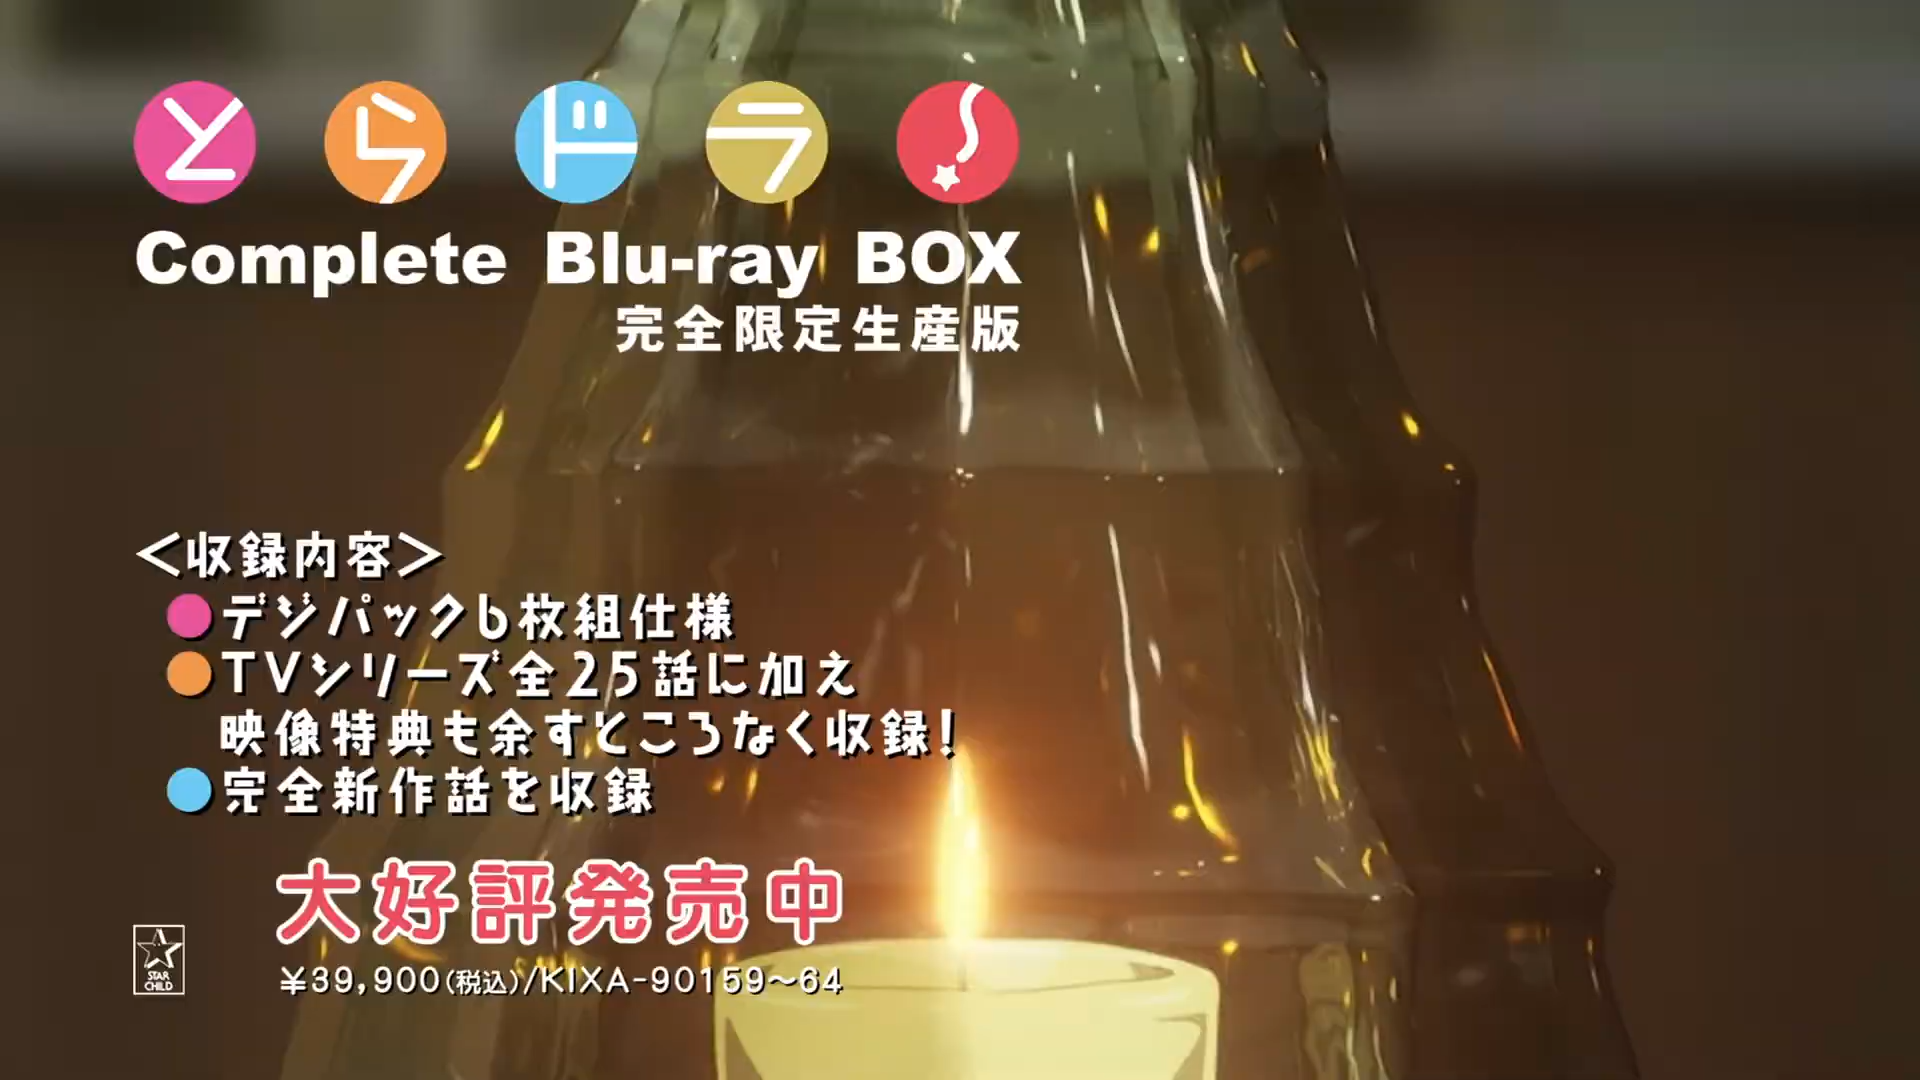 とらドラ!
Complete Blu-ray BOX
完全限定生産版
＜収録内容＞
●デジパック6枚組仕様
●TVシリーズ全25話に加え
映像特典も余すところなく収録!
●完全新作話を収録
大好評発売中
STAR
CHILD
¥39,900(税込)/KIXA-90159〜64